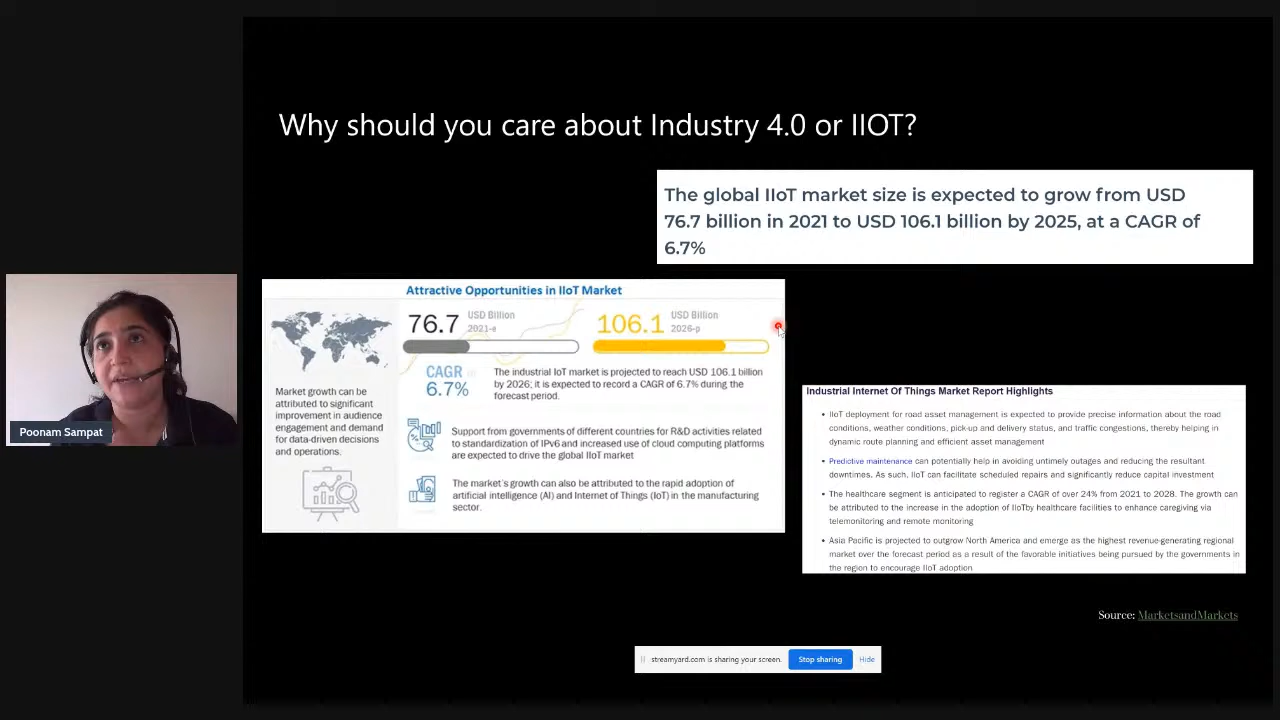 Why should you care about Industry 4.0 or IIOT?
The global IIoT market size is expected to grow from USD
76.7 billion in 2021 to USD 106.1 billion by 2025, at a CAGR of
6.7%
Attractive Opportunities in IIoT Market
76.7 USD Billion
2021-e
106.1 USD Billion
2026-p
CAGR
6.7%
The industrial IoT market is projected to reach USD 106.1 billion
by 2026; it is expected to record a CAGR of 6.7% during the
forecast period.
Market growth can be
attributed to significant
improvement in audience
engagement and demand
for data-driven decisions
and operations.
Support from governments of different countries for R&D activities related
to standardization of IPv6 and increased use of cloud computing platforms
are expected to drive the global IIoT market
The market's growth can also be attributed to the rapid adoption of
artificial intelligence (AI) and Internet of Things (IoT) in the manufacturing
sector.
Industrial Internet Of Things Market Report Highlights
• IIoT deployment for road asset management is expected to provide precise information about the road
conditions, weather conditions, pick-up and delivery status, and traffic congestions, thereby helping in
dynamic route planning and efficient asset management
• Predictive maintenance can potentially help in avoiding untimely outages and reducing the resultant
downtimes. As such, IIoT can facilitate scheduled repairs and significantly reduce capital investment
• The healthcare segment is anticipated to register a CAGR of over 24% from 2021 to 2028. The growth can
be attributed to the increase in the adoption of IIoTby healthcare facilities to enhance caregiving via
telemonitoring and remote monitoring
• Asia Pacific is projected to outgrow North America and emerge as the highest revenue-generating regional
market over the forecast period as a result of the favorable initiatives being pursued by the governments in
the region to encourage IIoT adoption
Poonam Sampat
Source: MarketsandMarkets
streamyard.com is sharing your screen. Stop sharing Hide